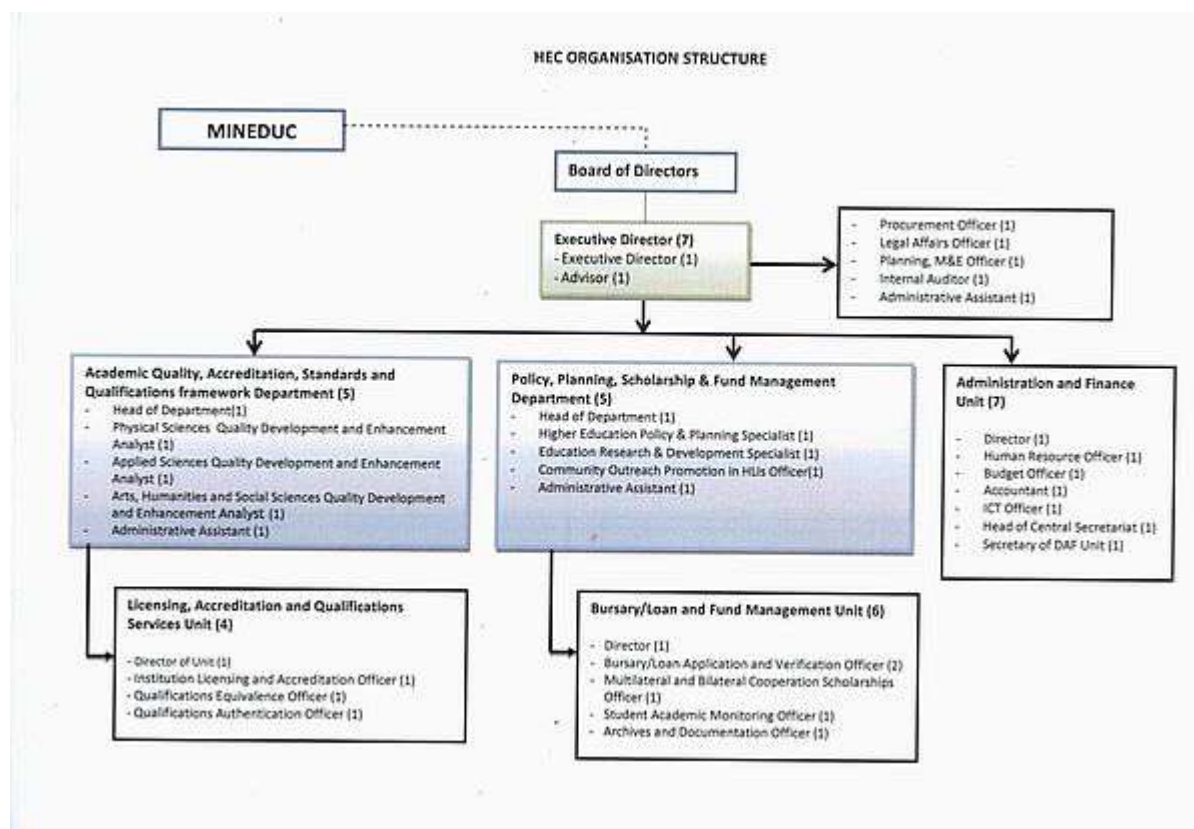 HEC ORGANISATION STRUCTURE
MINEDUC
Board of Directors
Executive Director (7)
- Executive Director (1)
- Advisor (1)
- Procurement Officer (1)
- Legal Affairs Officer (1)
- Planning, M&E Officer (1)
- Internal Auditor (1)
- Administrative Assistant (1)
Academic Quality, Accreditation, Standards and
Qualifications framework Department (5)
- Head of Department(1)
- Physical Sciences Quality Development and Enhancement
Analyst (1)
- Applied Sciences Quality Development and Enhancement
Analyst (1)
- Arts, Humanities and Social Sciences Quality Development
and Enhancement Analyst (1)
- Administrative Assistant (1)
Policy, Planning, Scholarship & Fund Management
Department (5)
- Head of Department (1)
- Higher Education Policy & Planning Specialist (1)
- Education Research & Development Specialist (1)
- Community Outreach Promotion in HLIs Officer(1)
- Administrative Assistant (1)
Administration and Finance
Unit (7)
- Director (1)
- Human Resource Officer (1)
- Budget Officer (1)
- Accountant (1)
- ICT Officer (1)
- Head of Central Secretariat (1)
- Secretary of DAF Unit (1)
Licensing, Accreditation and Qualifications
Services Unit (4)
- Director of Unit (1)
- Institution Licensing and Accreditation Officer (1)
- Qualifications Equivalence Officer (1)
- Qualifications Authentication Officer (1)
Bursary/Loan and Fund Management Unit (6)
- Director (1)
- Bursary/Loan Application and Verification Officer (2)
- Multilateral and Bilateral Cooperation Scholarships
Officer (1)
- Student Academic Monitoring Officer (1)
- Archives and Documentation Officer (1)